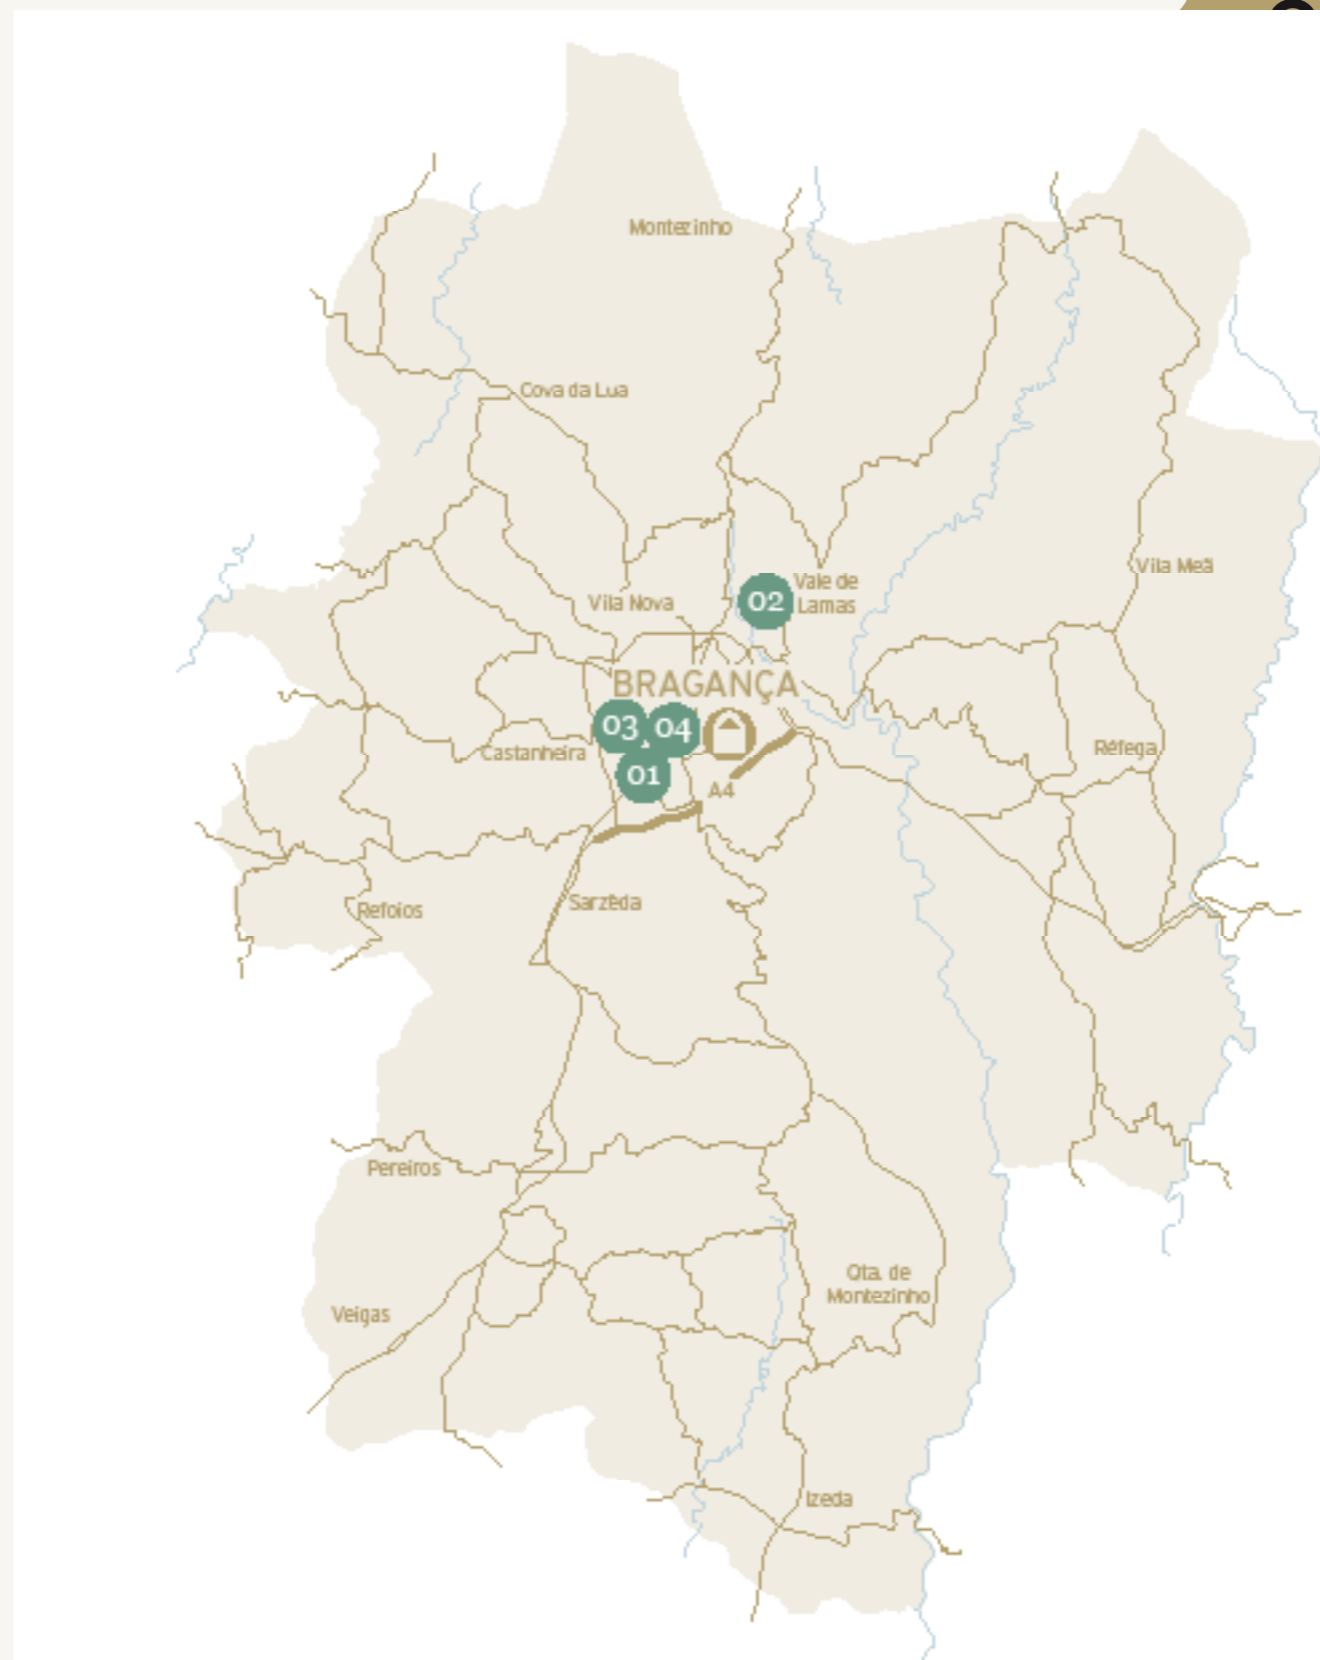 Montezinho
Cova da Lua
Vale de
Lamas
02
Vila Nova
Vila Meã
BRAGANÇA
03
04
01
Castanheira
A4
Réfega
Sarzêda
Refoios
Pereiros
Qta. de
Montezinho
Veigas
Izeda